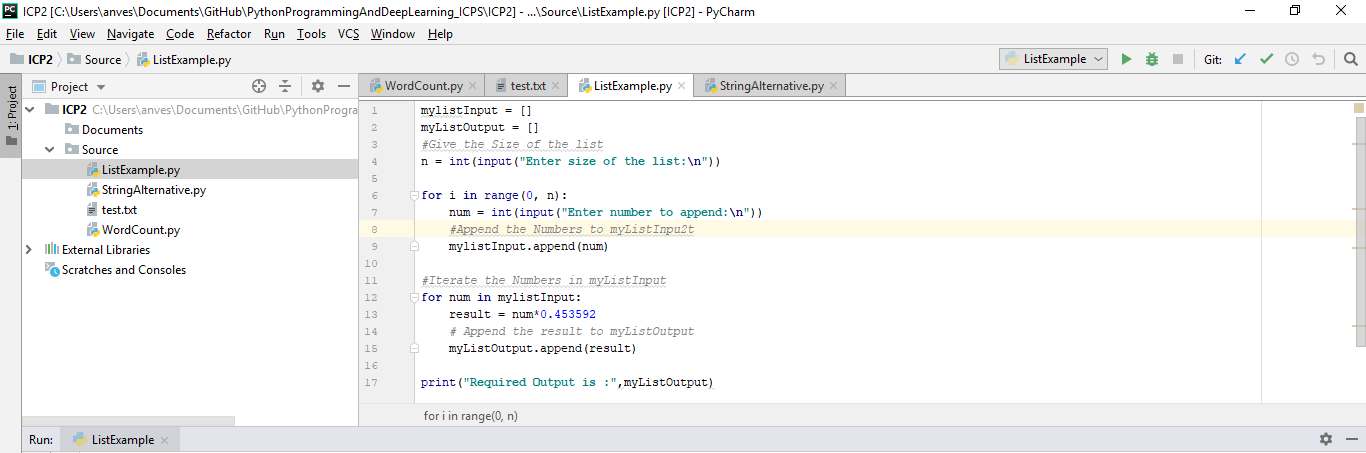 ICP2 [C:\Users\anves\Documents\GitHub\PythonProgrammingAndDeepLearning_ICPS\ICP2] - ...\Source\ListExample.py [ICP2] - PyCharm
File Edit View Navigate Code Refactor Run Tools VCS Window Help
ICP2 Source ListExample.py ListExample Git:
1: Project
Project WordCount.py test.txt ListExample.py StringAlternative.py
ICP2 C:\Users\anves\Documents\GitHub\PythonProgra
Documents
Source
ListExample.py
StringAlternative.py
test.txt
WordCount.py
External Libraries
Scratches and Consoles
1 mylistInput = []
2 myListOutput = []
3 #Give the Size of the list
4 n = int(input("Enter size of the list:\n"))
5
6 for i in range(0, n):
7 num = int(input("Enter number to append:\n"))
8 #Append the Numbers to myListInpu2t
9 mylistInput.append(num)
10
11 #Iterate the Numbers in myListInput
12 for num in mylistInput:
13 result = num*0.453592
14 # Append the result to myListOutput
15 myListOutput.append(result)
16
17 print("Required Output is :",myListOutput)
for i in range(0, n)
Run: ListExample